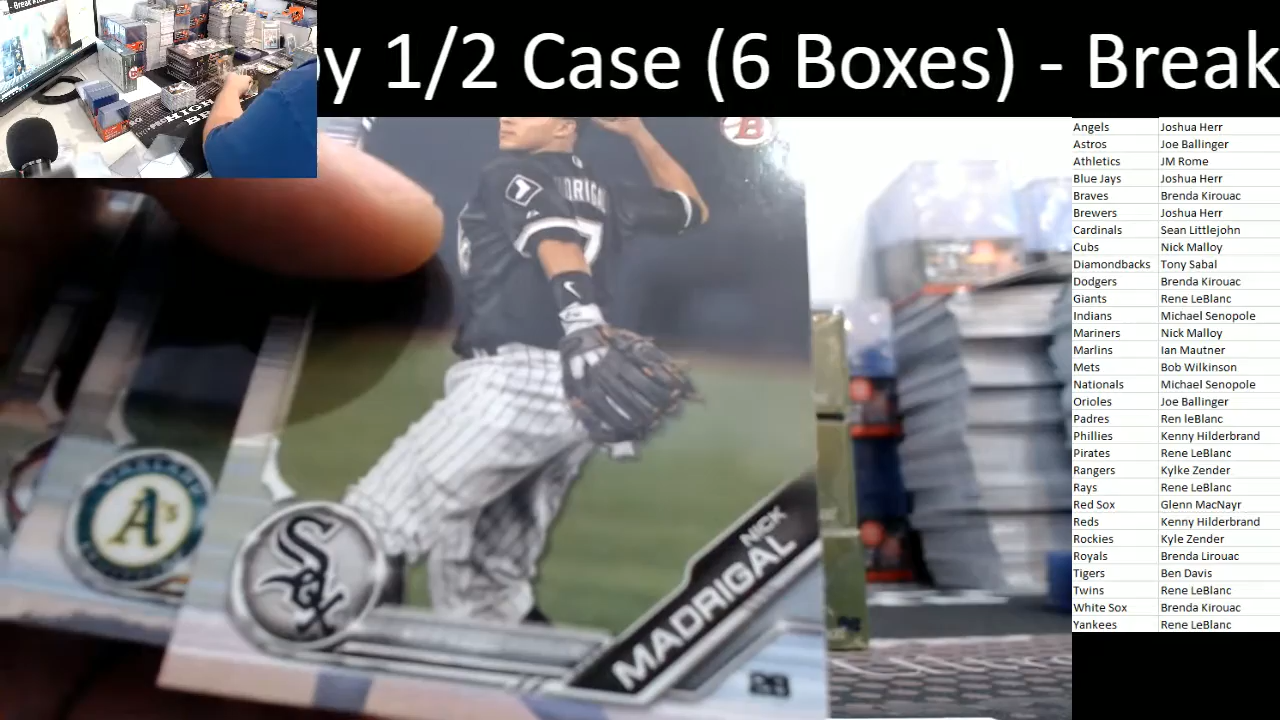 y 1/2 Case (6 Boxes) - Break
Angels Joshua Herr
Astros Joe Ballinger
Athletics JM Rome
Blue Jays Joshua Herr
Braves Brenda Kirouac
Brewers Joshua Herr
Cardinals Sean Littlejohn
Cubs Nick Malloy
Diamondbacks Tony Sabal
Dodgers Brenda Kirouac
Giants Rene LeBlanc
Indians Michael Senopole
Mariners Nick Malloy
Marlins Ian Mautner
Mets Bob Wilkinson
Nationals Michael Senopole
Orioles Joe Ballinger
Padres Ren leBlanc
Phillies Kenny Hilderbrand
Pirates Rene LeBlanc
Rangers Kylke Zender
Rays Rene LeBlanc
Red Sox Glenn MacNayr
Reds Kenny Hilderbrand
Rockies Kyle Zender
Royals Brenda Lirouac
Tigers Ben Davis
Twins Rene LeBlanc
White Sox Brenda Kirouac
Yankees Rene LeBlanc
B
A's
Sox
NICK
MADRIGAL